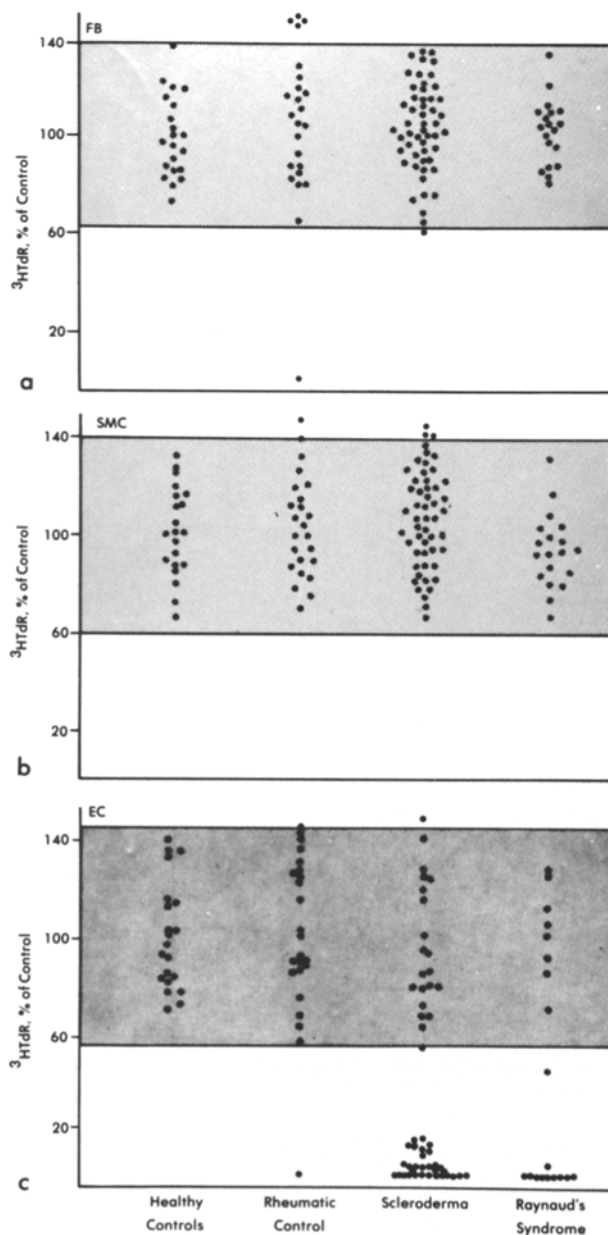 FB
140
100
60
20
³HTdR, % of Control
a
SMC
140
100
60
20
³HTdR, % of Control
b
EC
140
100
60
20
³HTdR, % of Control
c
Healthy
Controls
Rheumatic
Control
Scleroderma
Raynaud's
Syndrome